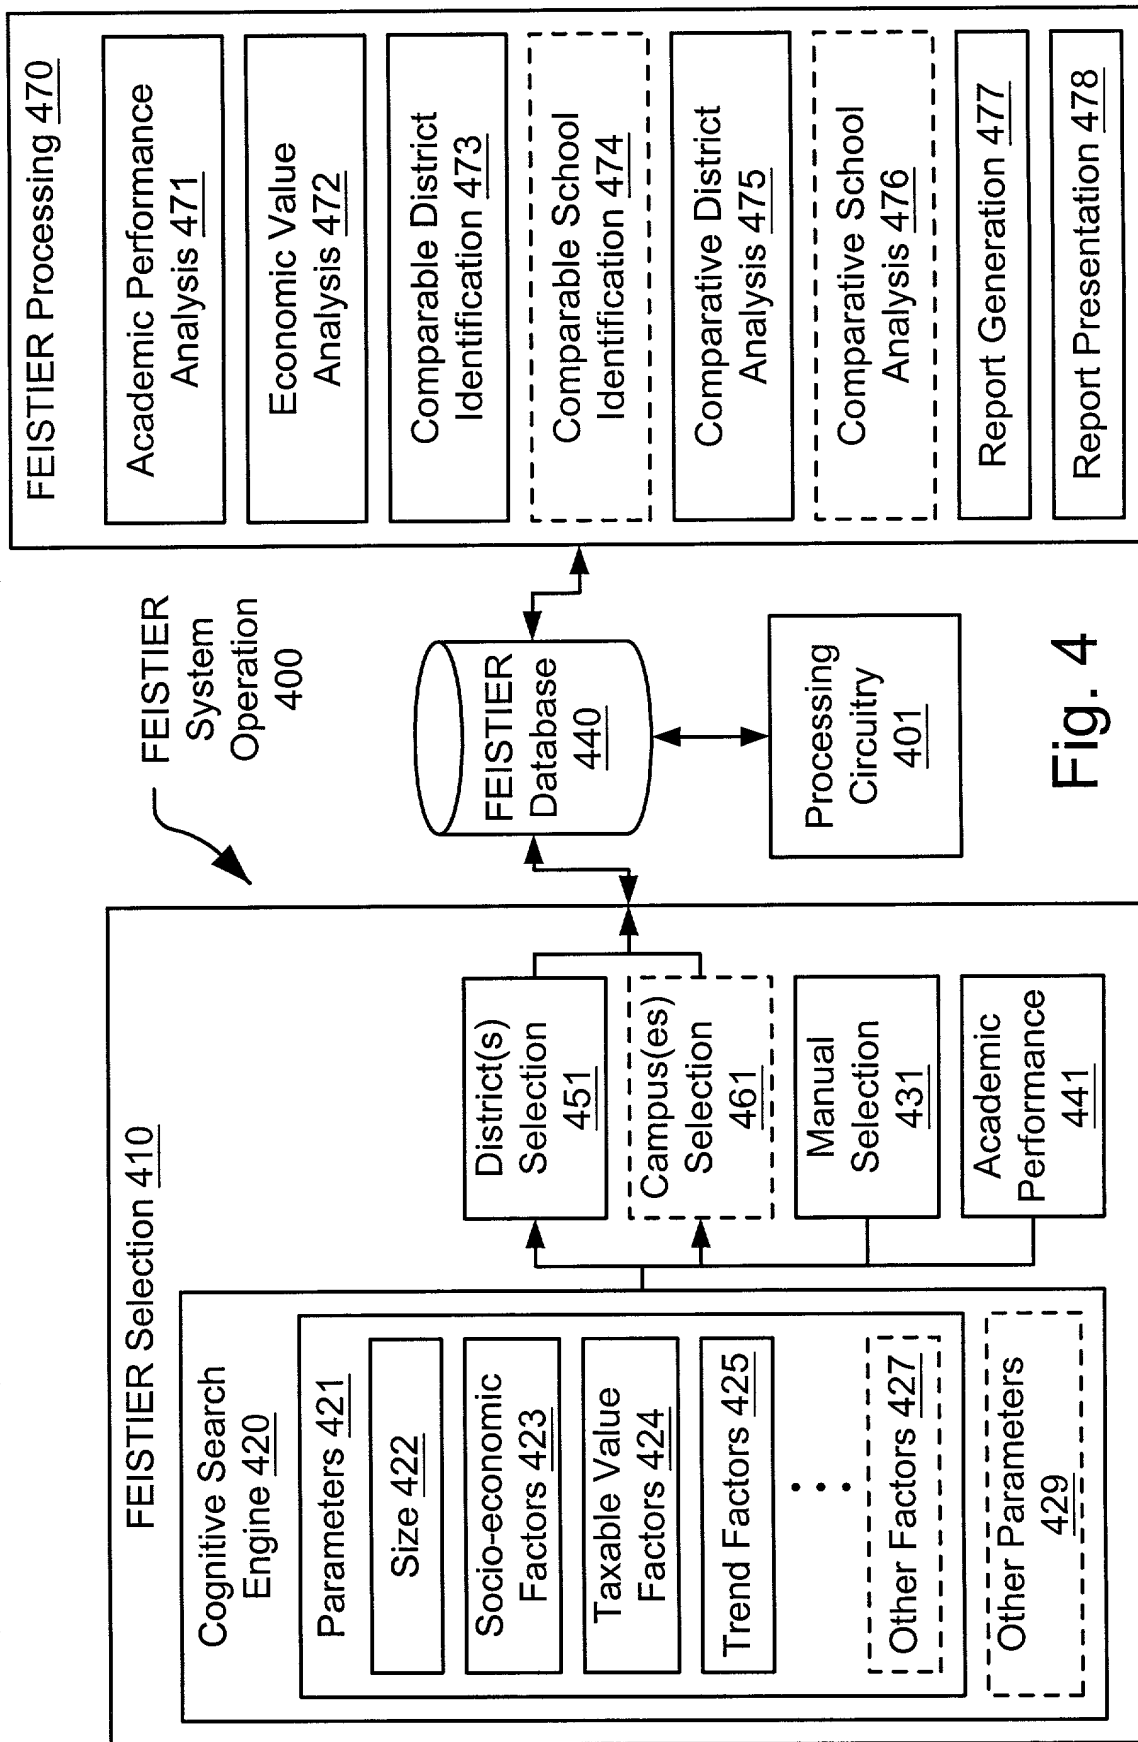 FEISTIER
System
Operation
400
FEISTIER Selection 410
Cognitive Search
Engine 420
Parameters 421
Size 422
Socio-economic
Factors 423
Taxable Value
Factors 424
Trend Factors 425
Other Factors 427
Other Parameters
429
District(s)
Selection
451
Campus(es)
Selection
461
Manual
Selection
431
Academic
Performance
441
FEISTIER
Database
440
Processing
Circuitry
401
FEISTIER Processing 470
Academic Performance
Analysis 471
Economic Value
Analysis 472
Comparable District
Identification 473
Comparable School
Identification 474
Comparative District
Analysis 475
Comparative School
Analysis 476
Report Generation 477
Report Presentation 478
Fig. 4